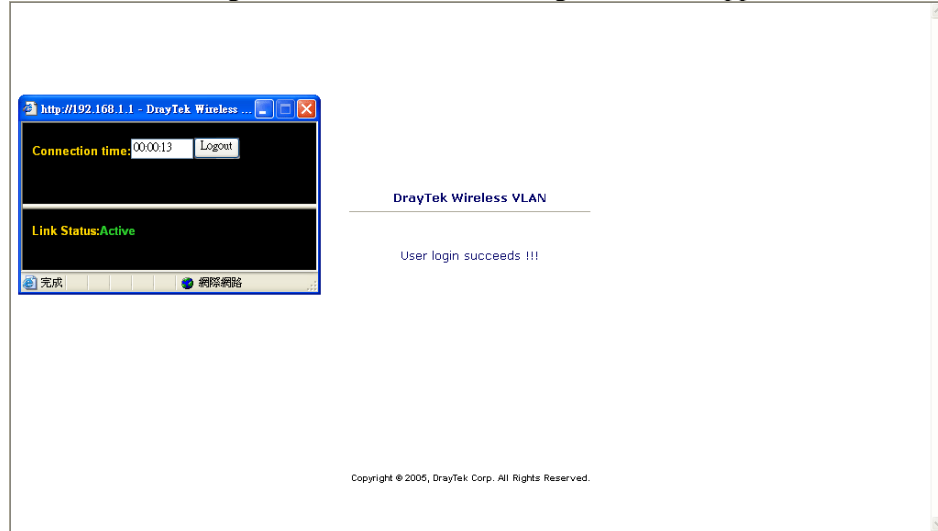 http://192.168.1.1 - DrayTek Wireless ...
Connection time: 00:00:13 Logout
Link Status:Active
完成 網際網路
DrayTek Wireless VLAN
User login succeeds !!!
Copyright © 2005, DrayTek Corp. All Rights Reserved.